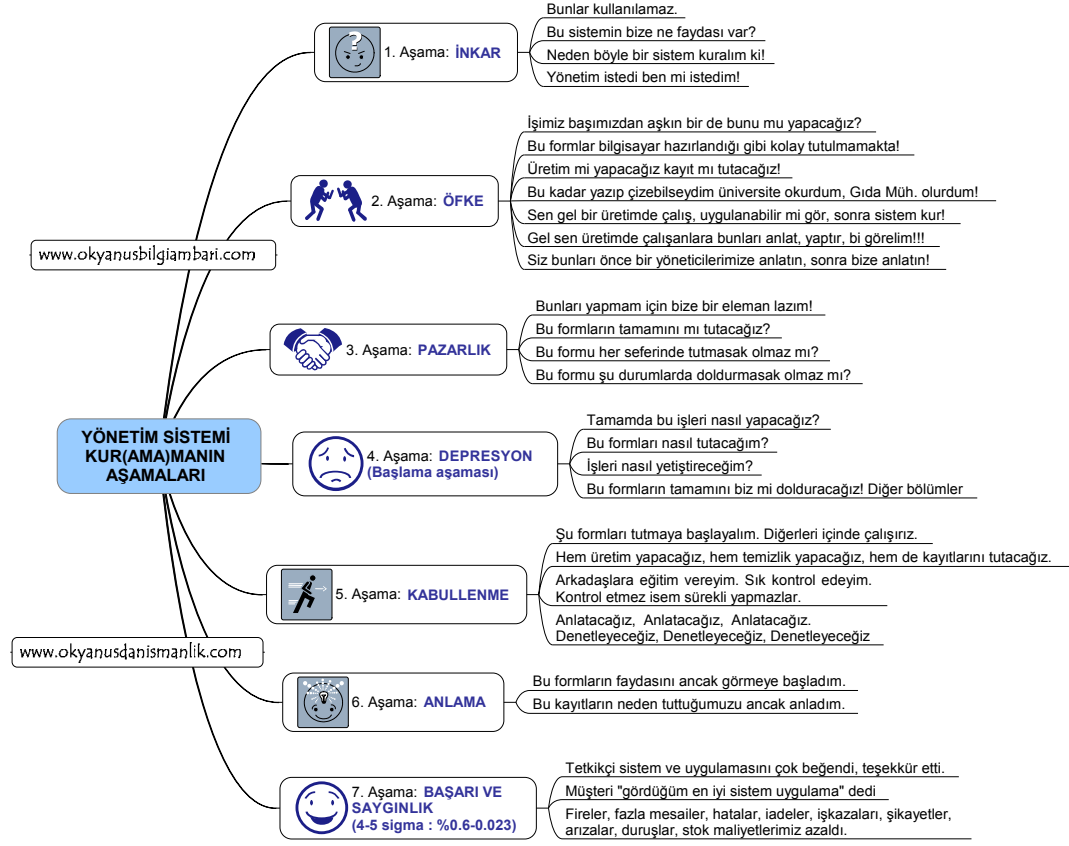 YÖNETİM SİSTEMİ
KUR(AMA)MANIN
AŞAMALARI
www.okyanusbilgiambari.com
www.okyanusdanismanlik.com
?
1. Aşama: İNKAR
Bunlar kullanılamaz.
Bu sistemin bize ne faydası var?
Neden böyle bir sistem kuralım ki!
Yönetim istedi ben mi istedim!
2. Aşama: ÖFKE
İşimiz başımızdan aşkın bir de bunu mu yapacağız?
Bu formlar bilgisayar hazırlandığı gibi kolay tutulmamakta!
Üretim mi yapacağız kayıt mı tutacağız!
Bu kadar yazıp çizebilseydim üniversite okurdum, Gıda Müh. olurdum!
Sen gel bir üretimde çalış, uygulanabilir mi gör, sonra sistem kur!
Gel sen üretimde çalışanlara bunları anlat, yaptır, bi görelim!!!
Siz bunları önce bir yöneticilerimize anlatın, sonra bize anlatın!
3. Aşama: PAZARLIK
Bunları yapmam için bize bir eleman lazım!
Bu formların tamamını mı tutacağız?
Bu formu her seferinde tutmasak olmaz mı?
Bu formu şu durumlarda doldurmasak olmaz mı?
4. Aşama: DEPRESYON
(Başlama aşaması)
Tamamda bu işleri nasıl yapacağız?
Bu formları nasıl tutacağım?
İşleri nasıl yetiştireceğim?
Bu formların tamamını biz mi dolduracağız! Diğer bölümler
5. Aşama: KABULLENME
Şu formları tutmaya başlayalım. Diğerleri içinde çalışırız.
Hem üretim yapacağız, hem temizlik yapacağız, hem de kayıtlarını tutacağız.
Arkadaşlara eğitim vereyim. Sık kontrol edeyim.
Kontrol etmez isem sürekli yapmazlar.
Anlatacağız, Anlatacağız, Anlatacağız.
Denetleyeceğiz, Denetleyeceğiz, Denetleyeceğiz
6. Aşama: ANLAMA
Bu formların faydasını ancak görmeye başladım.
Bu kayıtların neden tuttuğumuzu ancak anladım.
7. Aşama: BAŞARI VE
SAYGINLIK
(4-5 sigma : %0.6-0.023)
Tetkikçi sistem ve uygulamasını çok beğendi, teşekkür etti.
Müşteri "gördüğüm en iyi sistem uygulama" dedi
Fireler, fazla mesailer, hatalar, iadeler, işkazaları, şikayetler,
arızalar, duruşlar, stok maliyetlerimiz azaldı.